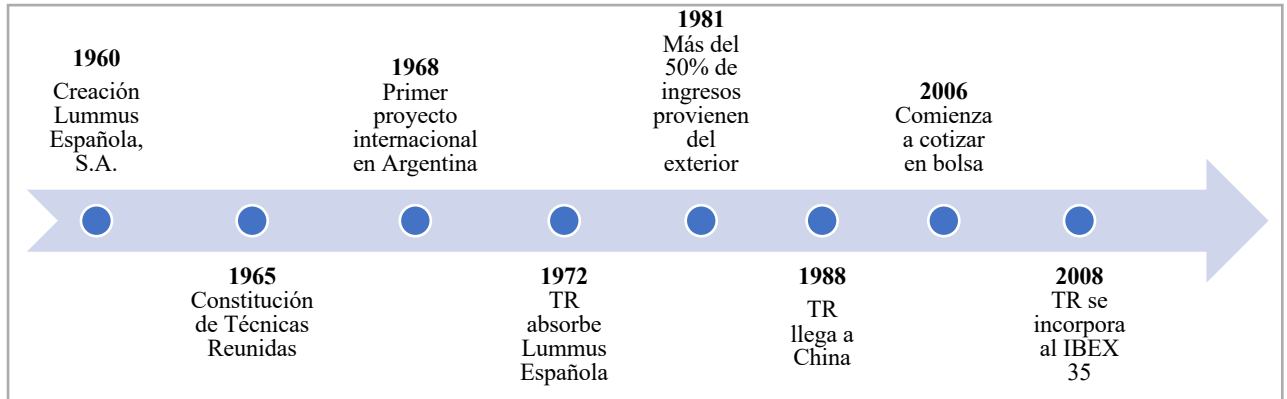 1960
Creación
Lummus
Española,
S.A.
1965
Constitución
de Técnicas
Reunidas
1968
Primer
proyecto
internacional
en Argentina
1972
TR
absorbe
Lummus
Española
1981
Más del
50% de
ingresos
provienen
del
exterior
1988
TR
llega a
China
2006
Comienza
a cotizar
en bolsa
2008
TR se
incorpora
al IBEX
35